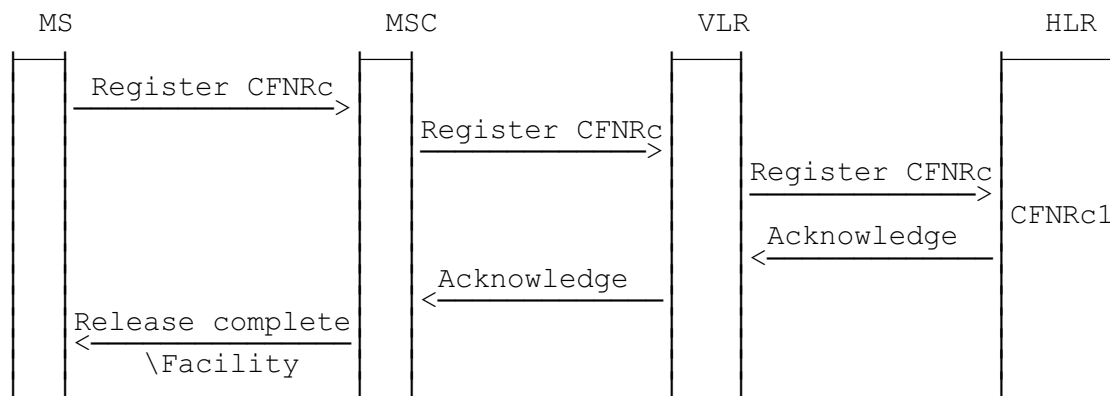 MS MSC VLR HLR
Register CFNRc
Register CFNRc
Register CFNRc
CFNRc1
Acknowledge
Acknowledge
Release complete
\Facility